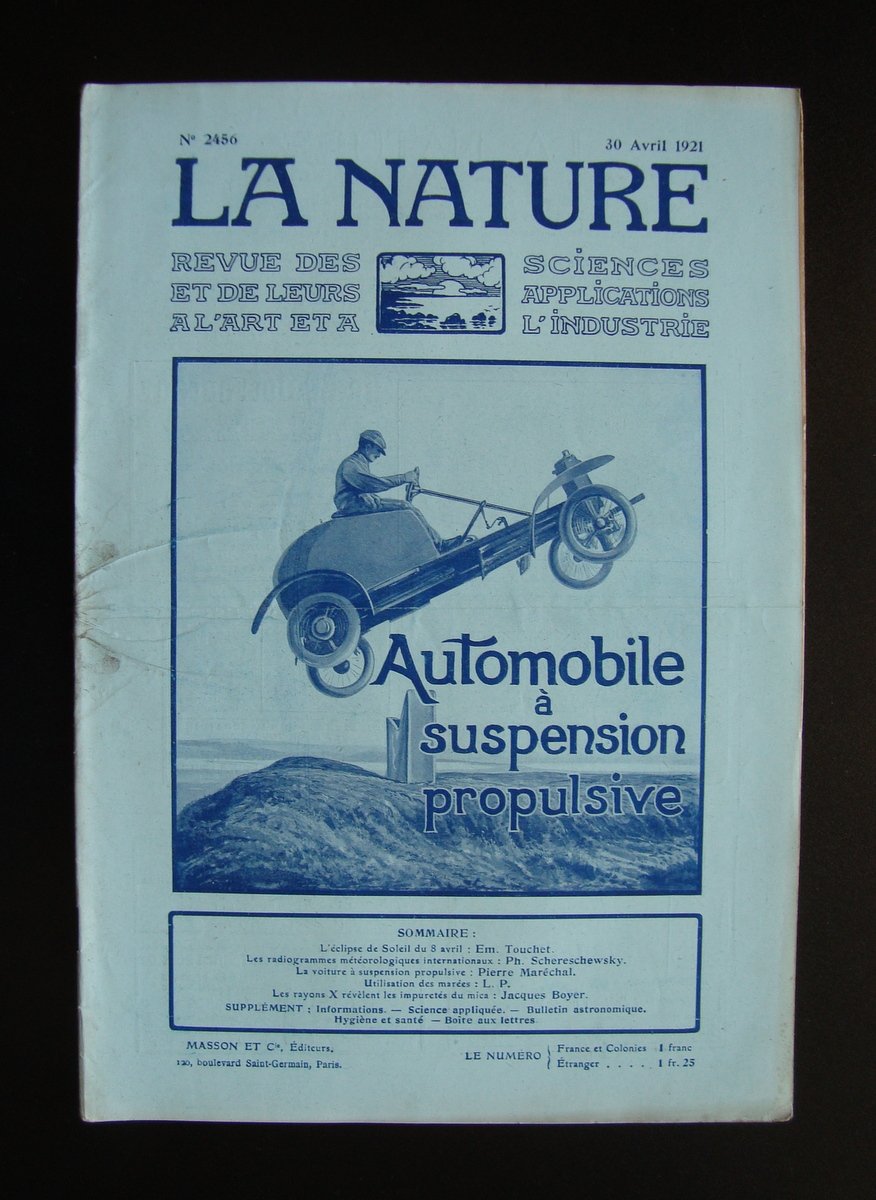 Nº 2456
30 Avril 1921
LA NATURE
REVUE DES SCIENCES
ET DE LEURS APPLICATIONS
A L'ART ET A L'INDUSTRIE
Automobile
à
suspension
propulsive
SOMMAIRE :
L'éclipse de Soleil du 8 avril : Em. Touchet.
Les radiogrammes météorologiques internationaux : Ph. Schereschewsky.
La voiture à suspension propulsive : Pierre Maréchal.
Utilisation des marées : L. P.
Les rayons X révèlent les impuretés du mica : Jacques Boyer.
SUPPLÉMENT : Informations. — Science appliquée. — Bulletin astronomique.
Hygiène et santé — Boîte aux lettres.
MASSON ET Cie, Éditeurs.
120, boulevard Saint-Germain, Paris.
LE NUMÉRO
France et Colonies 1 franc
Étranger . . . . . 1 fr. 25